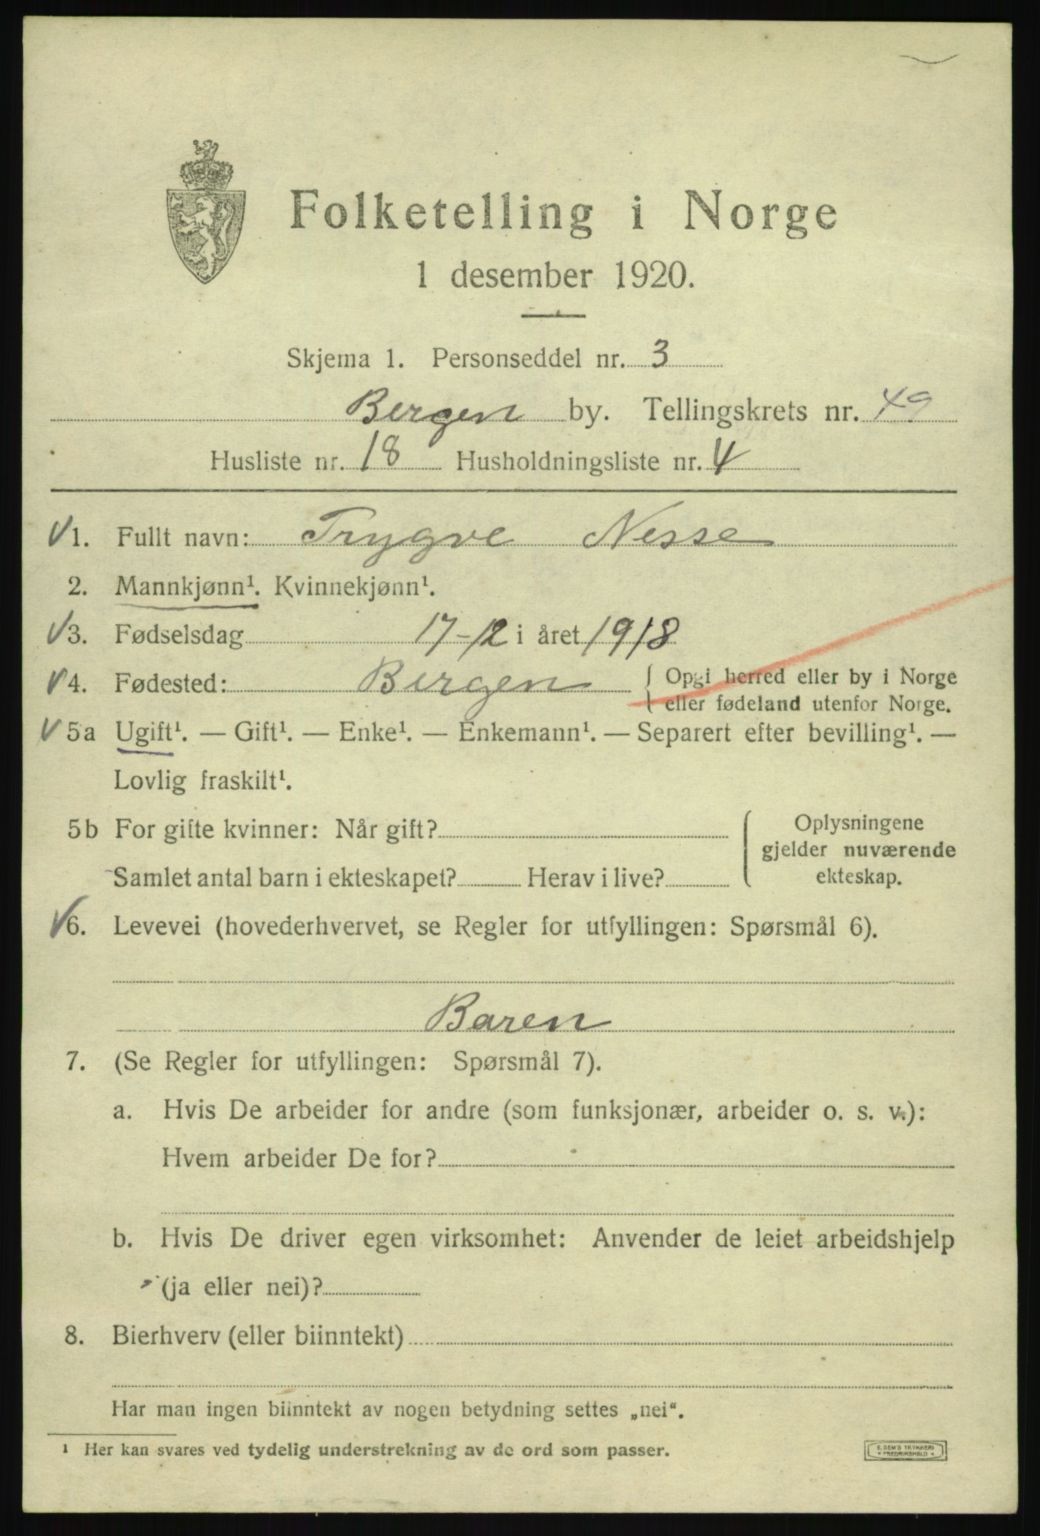 Folketelling i Norge
1 desember 1920.
Skjema 1. Personseddel nr. 3
Bergen by. Tellingskrets nr. 49
Husliste nr. 18 Husholdningsliste nr. 4
1. Fullt navn: Trygve Nesse
2. Mannkjønn¹. Kvinnekjønn¹.
3. Fødselsdag 17-12 i året 1918
4. Fødested: Bergen { Opgi herred eller by i Norge
eller fødeland utenfor Norge.
5a Ugift¹. — Gift¹. — Enke¹. — Enkemann¹. — Separert efter bevilling¹. —
Lovlig fraskilt¹.
5b For gifte kvinner: Når gift? { Oplysningene
gjelder nuværende
Samlet antal barn i ekteskapet? Herav i live? ekteskap.
6. Levevei (hovederhvervet, se Regler for utfyllingen: Spørsmål 6).
Baren
7. (Se Regler for utfyllingen: Spørsmål 7).
a. Hvis De arbeider for andre (som funksjonær, arbeider o. s. v.):
Hvem arbeider De for?
b. Hvis De driver egen virksomhet: Anvender de leiet arbeidshjelp
(ja eller nei)?
8. Bierhverv (eller biinntekt)
Har man ingen biinntekt av nogen betydning settes „nei“.
¹ Her kan svares ved tydelig understrekning av de ord som passer.
E. SEM'S TRYKKERI
FREDRIKSHALD